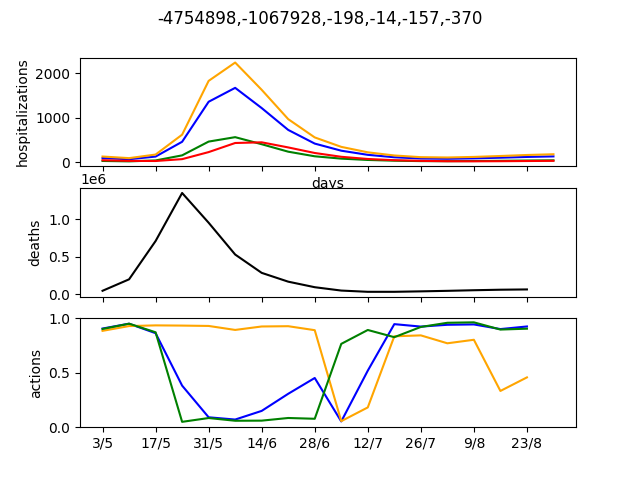 -4754898,-1067928,-198,-14,-157,-370
2000
1000
0
hospitalizations
days
1e6
1.0
0.5
0.0
deaths
1.0
0.5
0.0
actions
3/5 17/5 31/5 14/6 28/6 12/7 26/7 9/8 23/8